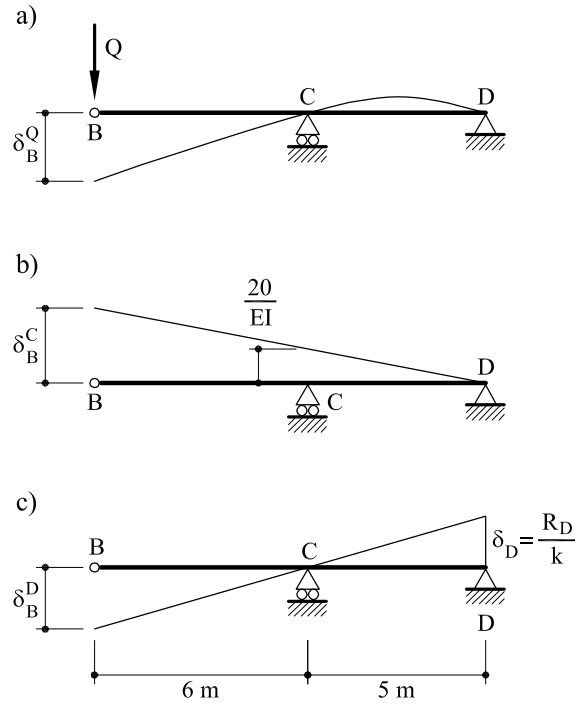 a)
Q
C
D
B
δ_B^Q
b)
20
EI
δ_B^C
D
B
C
c)
B
C
δ_D = R_D
k
δ_B^D
D
6 m
5 m